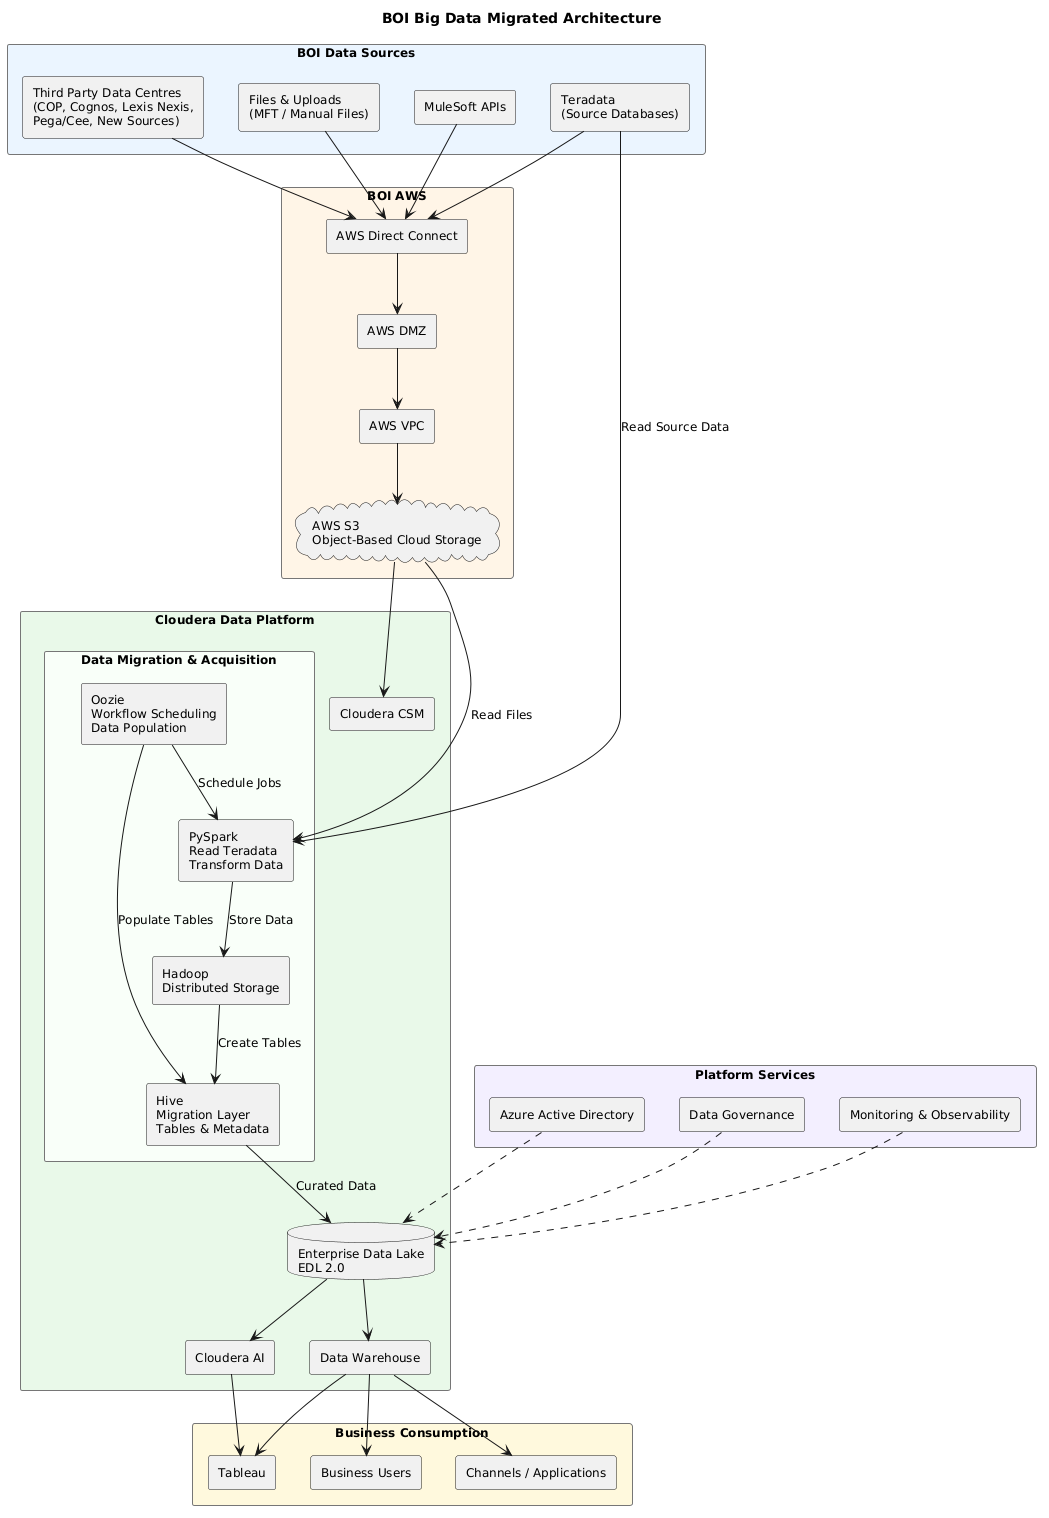 BOI Big Data Migrated Architecture
BOI Data Sources
Third Party Data Centres
(COP, Cognos, Lexis Nexis,
Pega/Cee, New Sources)
Files & Uploads
(MFT / Manual Files)
MuleSoft APIs
Teradata
(Source Databases)
BOI AWS
AWS Direct Connect
AWS DMZ
AWS VPC
Read Source Data
AWS S3
Object-Based Cloud Storage
Cloudera Data Platform
Data Migration & Acquisition
Oozie
Workflow Scheduling
Data Population
Cloudera CSM
Read Files
Schedule Jobs
PySpark
Read Teradata
Transform Data
Populate Tables
Store Data
Hadoop
Distributed Storage
Create Tables
Hive
Migration Layer
Tables & Metadata
Platform Services
Azure Active Directory
Data Governance
Monitoring & Observability
Curated Data
Enterprise Data Lake
EDL 2.0
Cloudera AI
Data Warehouse
Business Consumption
Tableau
Business Users
Channels / Applications